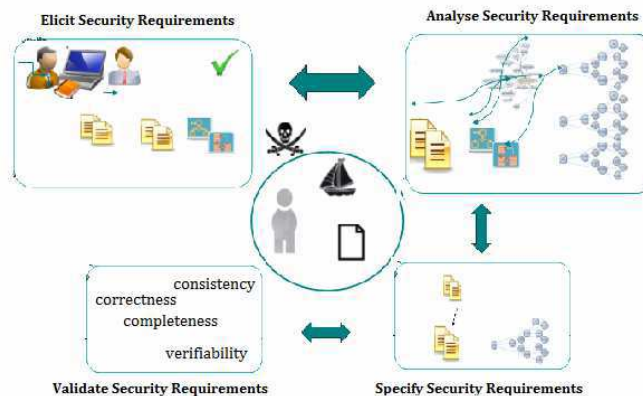 Elicit Security Requirements
Analyse Security Requirements
consistency
correctness
completeness
verifiability
Validate Security Requirements
Specify Security Requirements